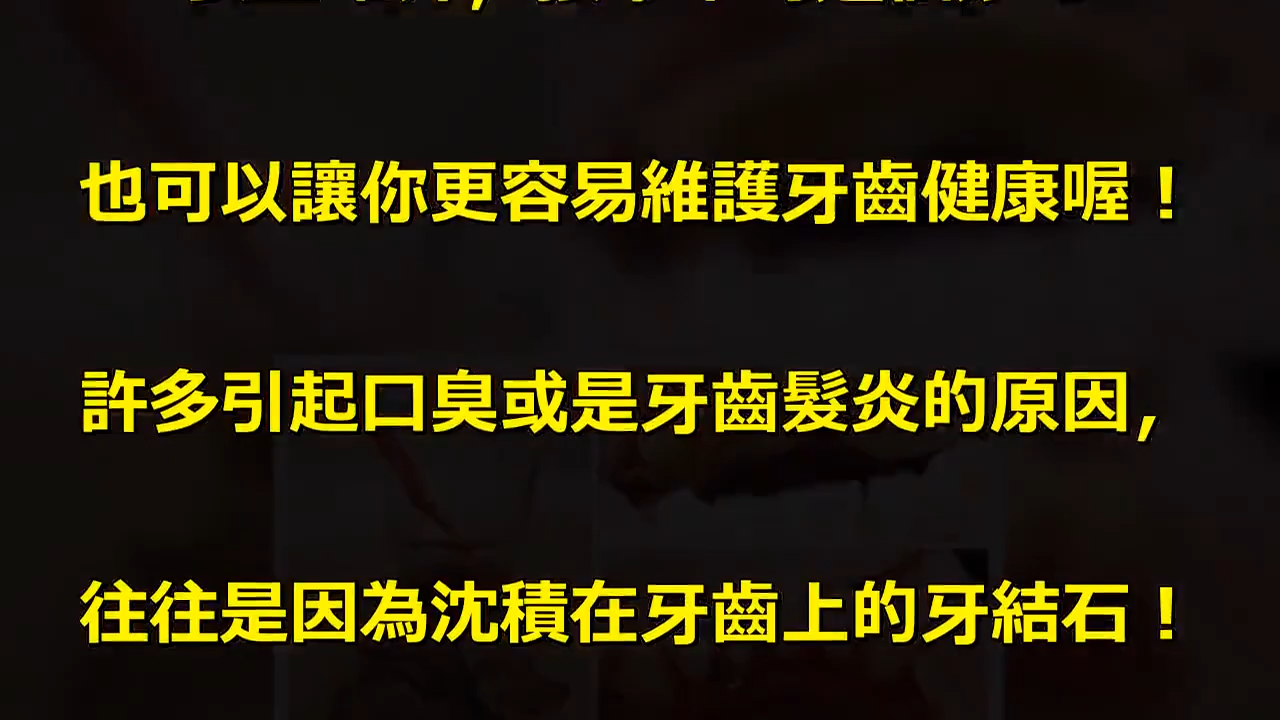 也可以讓你更容易維護牙齒健康喔！
許多引起口臭或是牙齒髮炎的原因，
往往是因為沈積在牙齒上的牙結石！